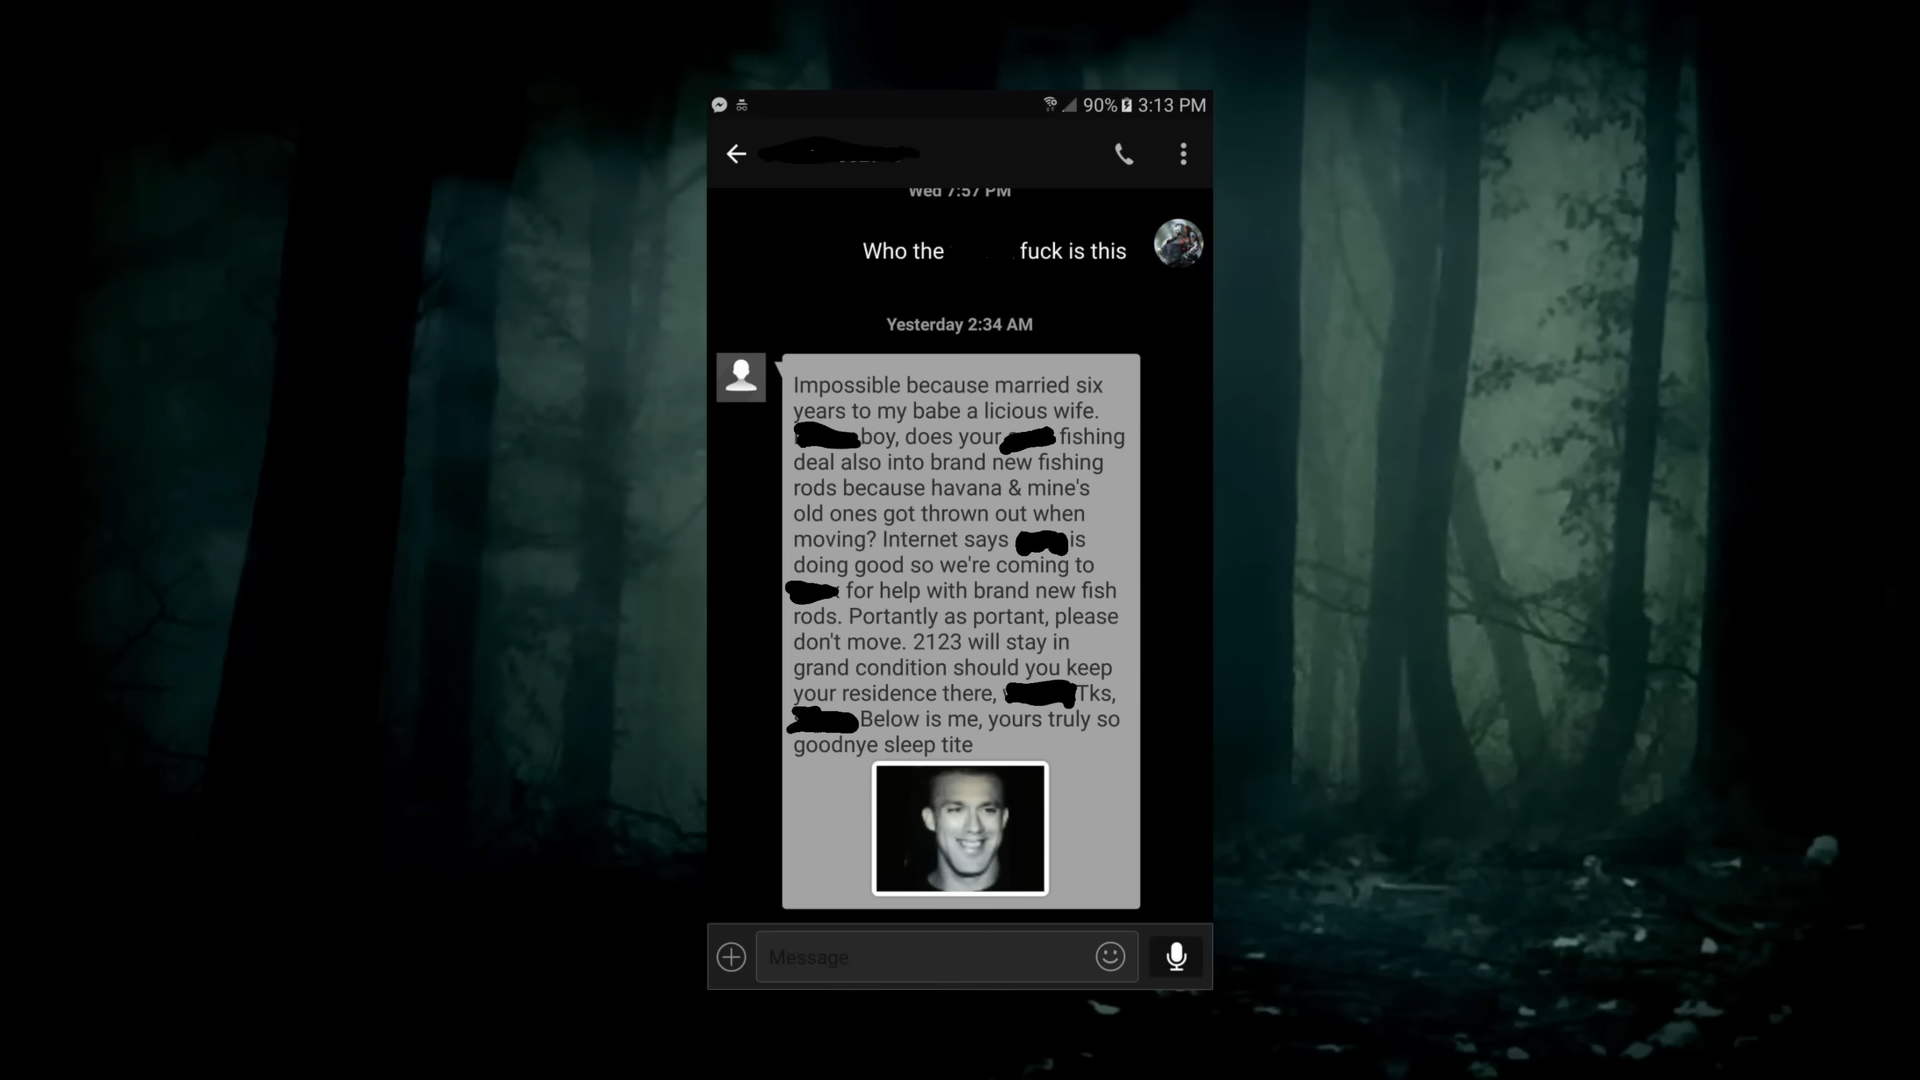 90% 3:13 PM
Wed 7:57 PM
Who the fuck is this
Yesterday 2:34 AM
Impossible because married six
years to my babe a licious wife.
boy, does your fishing
deal also into brand new fishing
rods because havana & mine's
old ones got thrown out when
moving? Internet says is
doing good so we're coming to
for help with brand new fish
rods. Portantly as portant, please
don't move. 2123 will stay in
grand condition should you keep
your residence there, Tks,
Below is me, yours truly so
goodnye sleep tite
Message